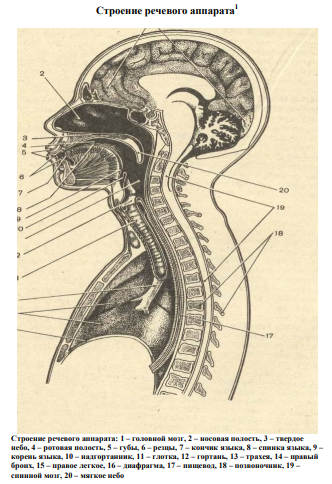 Строение речевого аппарата1
2
3
4
5
6
7
8
9
10
2
20
19
18
17
Строение речевого аппарата: 1 – головной мозг, 2 – носовая полость, 3 – твердое
небо, 4 – ротовая полость, 5 – губы, 6 – резцы, 7 – кончик языка, 8 – спинка языка, 9 –
корень языка, 10 – надгортанник, 11 – глотка, 12 – гортань, 13 – трахея, 14 – правый
бронх, 15 – правое легкое, 16 – диафрагма, 17 – пищевод, 18 – позвоночник, 19 –
спинной мозг, 20 – мягкое небо